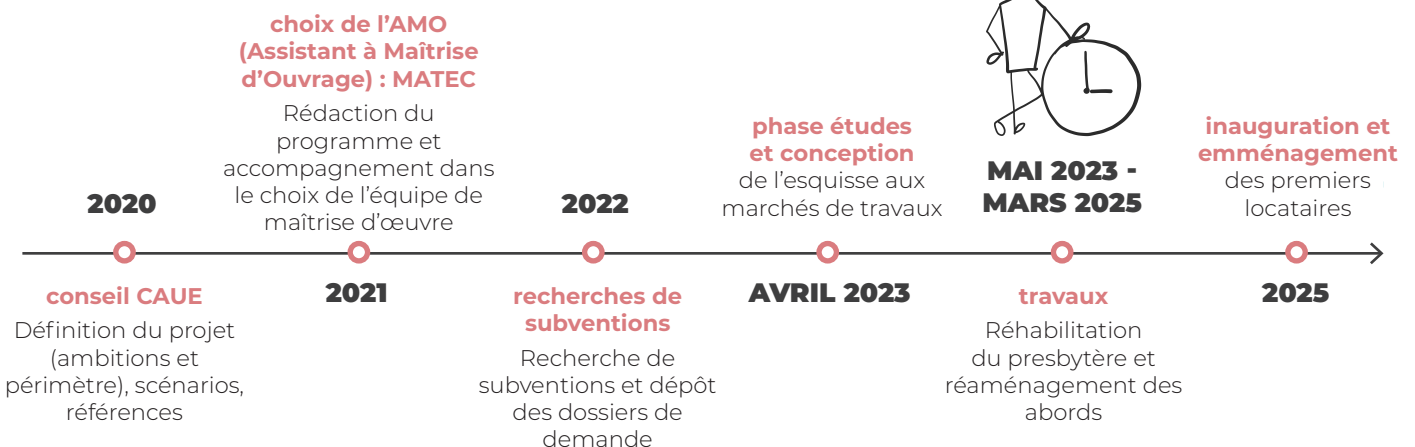 2020
conseil CAUE
Définition du projet
(ambitions et
périmètre), scénarios,
références
choix de l’AMO
(Assistant à Maîtrise
d’Ouvrage) : MATEC
Rédaction du
programme et
accompagnement dans
le choix de l’équipe de
maîtrise d’œuvre
2021
2022
recherches de
subventions
Recherche de
subventions et dépôt
des dossiers de
demande
phase études
et conception
de l’esquisse aux
marchés de travaux
AVRIL 2023
MAI 2023 -
MARS 2025
travaux
Réhabilitation
du presbytère et
réaménagement des
abords
inauguration et
emménagement
des premiers
locataires
2025